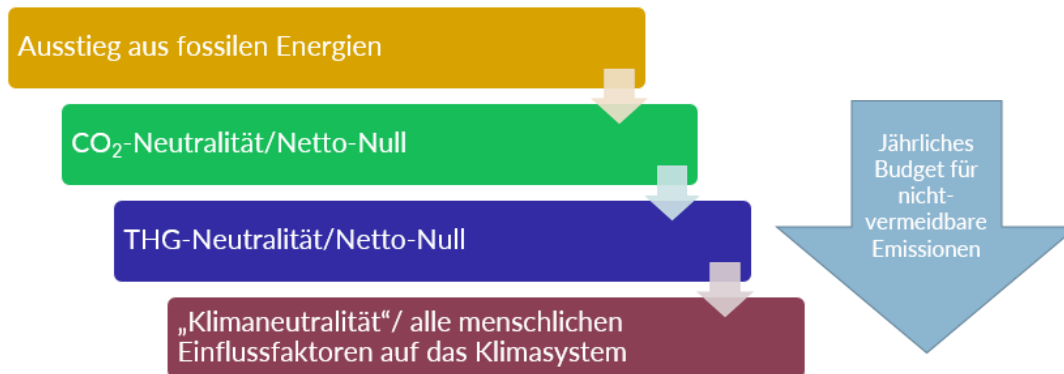 Ausstieg aus fossilen Energien
CO₂-Neutralität/Netto-Null
THG-Neutralität/Netto-Null
„Klimaneutralität“/ alle menschlichen
Einflussfaktoren auf das Klimasystem
Jährliches
Budget für
nicht-
vermeidbare
Emissionen